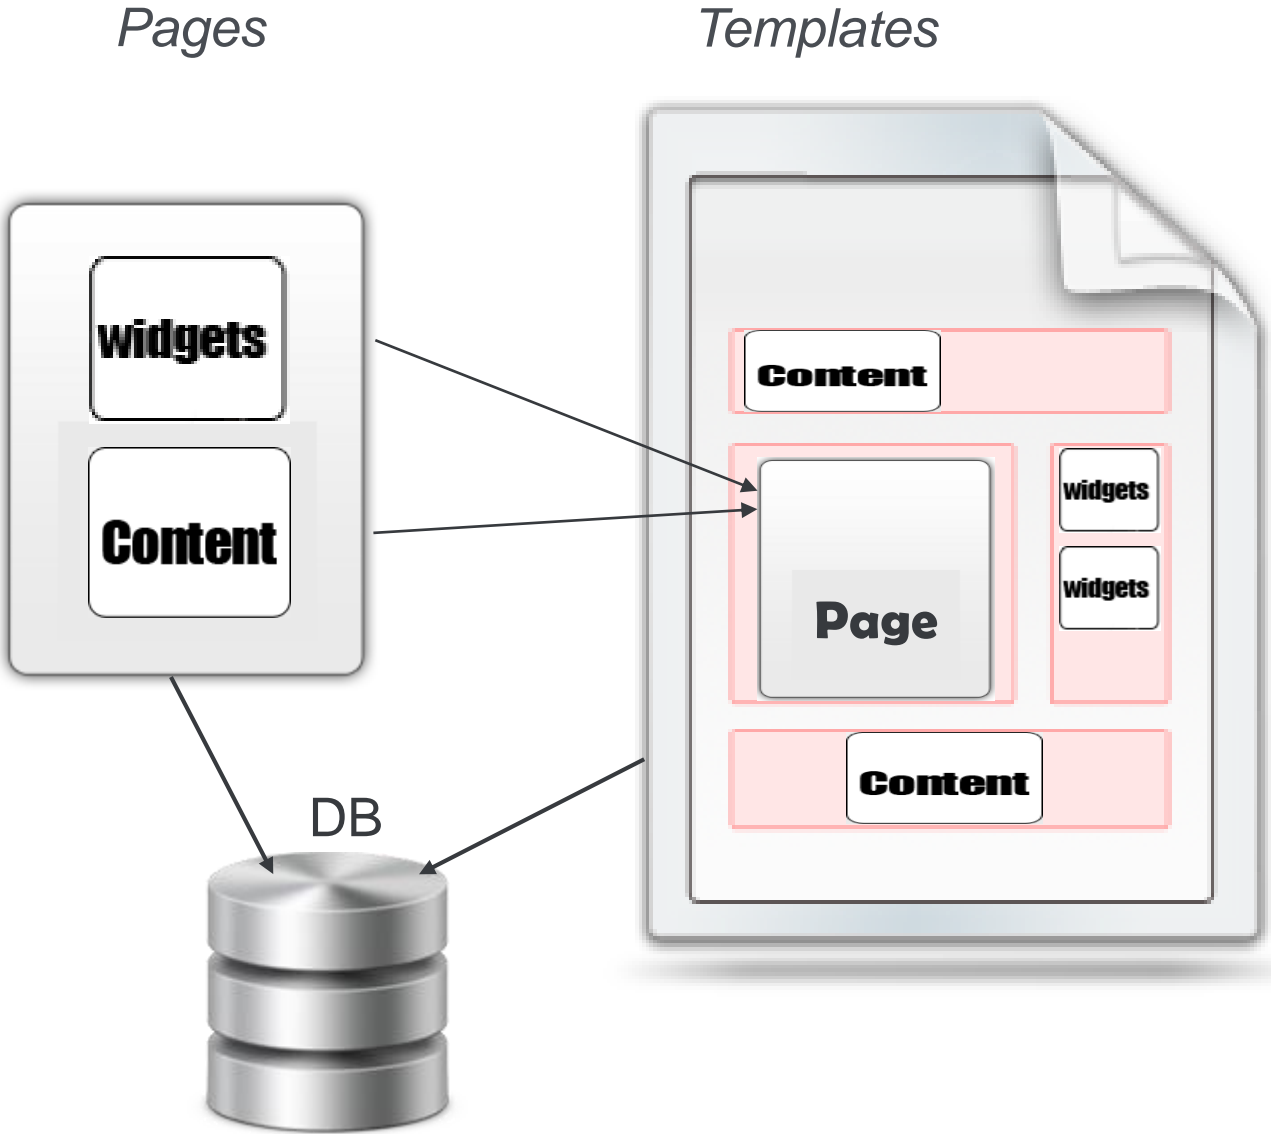 Pages
Templates
widgets
Content
Content
Page
widgets
widgets
Content
DB